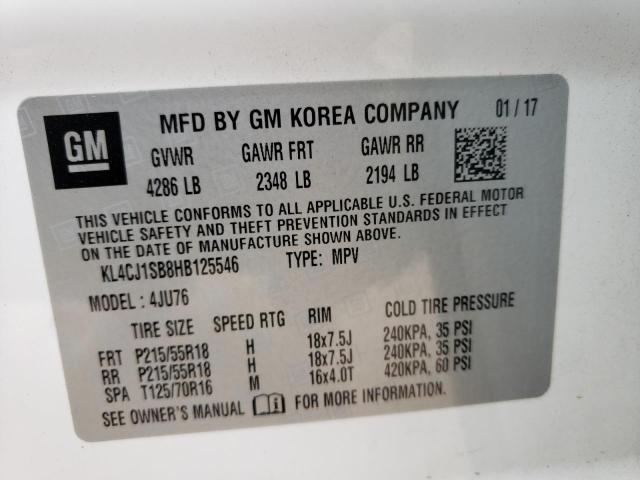 GM
MFD BY GM KOREA COMPANY 01 / 17
GVWR GAWR FRT GAWR RR
4286 LB 2348 LB 2194 LB
THIS VEHICLE CONFORMS TO ALL APPLICABLE U.S. FEDERAL MOTOR
VEHICLE SAFETY AND THEFT PREVENTION STANDARDS IN EFFECT
ON THE DATE OF MANUFACTURE SHOWN ABOVE.
KL4CJ1SB8HB125546 TYPE: MPV
MODEL : 4JU76
TIRE SIZE SPEED RTG RIM COLD TIRE PRESSURE
FRT P215/55R18 H 18x7.5J 240KPA, 35 PSI
RR P215/55R18 H 18x7.5J 240KPA, 35 PSI
SPA T125/70R16 M 16x4.0T 420KPA, 60 PSI
SEE OWNER'S MANUAL FOR MORE INFORMATION.